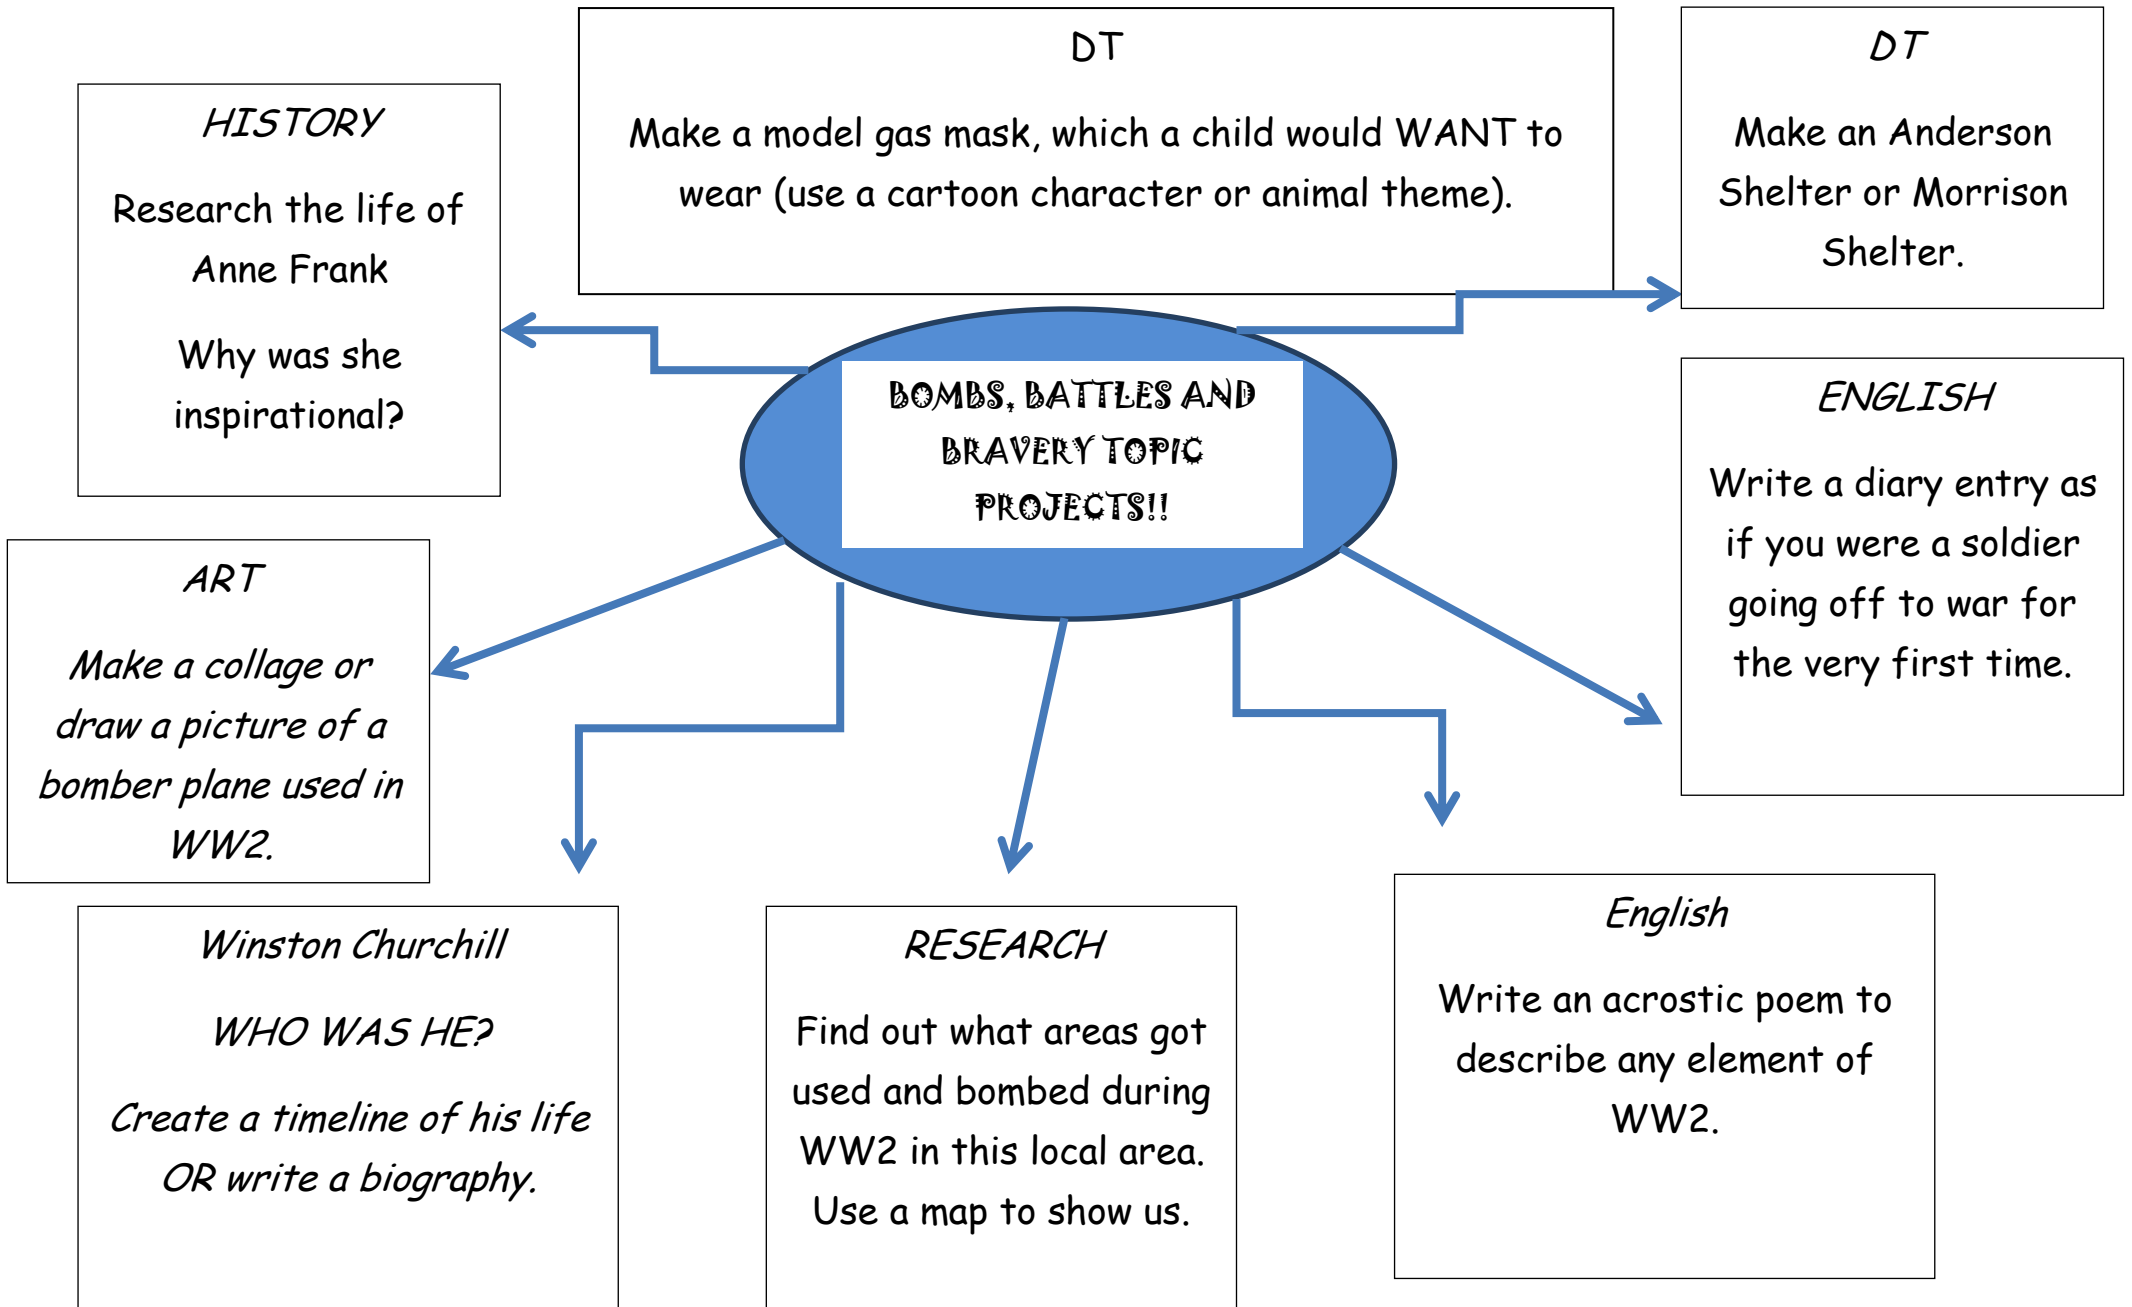 DT
Make a model gas mask, which a child would WANT to
wear (use a cartoon character or animal theme).
DT
Make an Anderson
Shelter or Morrison
Shelter.
HISTORY
Research the life of
Anne Frank
Why was she
inspirational?
BOMBS, BATTLES AND
BRAVERY TOPIC
PROJECTS!!
ENGLISH
Write a diary entry as
if you were a soldier
going off to war for
the very first time.
ART
Make a collage or
draw a picture of a
bomber plane used in
WW2.
Winston Churchill
WHO WAS HE?
Create a timeline of his life
OR write a biography.
RESEARCH
Find out what areas got
used and bombed during
WW2 in this local area.
Use a map to show us.
English
Write an acrostic poem to
describe any element of
WW2.